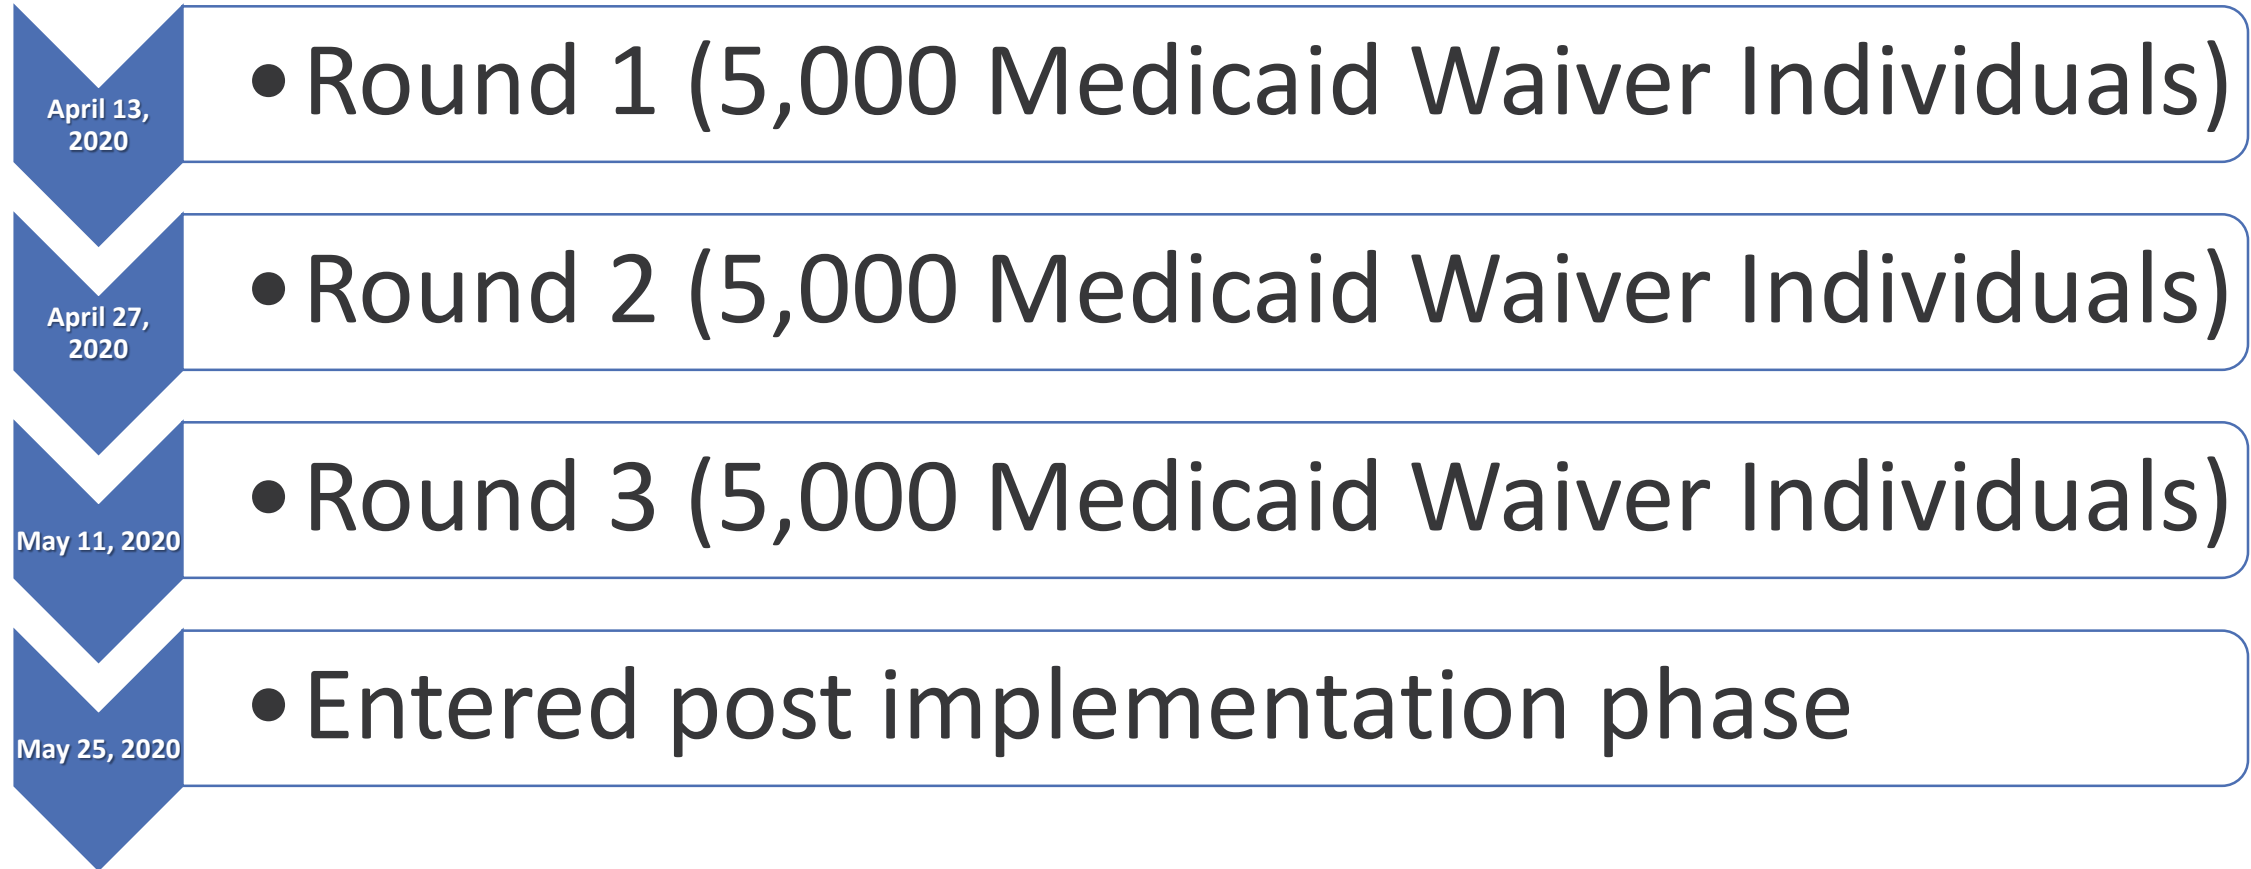 April 13,
2020
•Round 1 (5,000 Medicaid Waiver Individuals)
April 27,
2020
•Round 2 (5,000 Medicaid Waiver Individuals)
May 11, 2020
•Round 3 (5,000 Medicaid Waiver Individuals)
May 25, 2020
•Entered post implementation phase